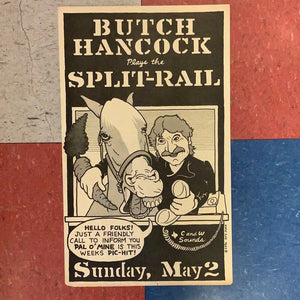 BUTCH
HANCOCK
Plays the
SPLIT-RAIL
HELLO FOLKS!
JUST A FRIENDLY
CALL TO INFORM YOU
PAL O' MINE IS THIS
WEEKS PIC-HIT!
C and W
Sounds
Sunday, May 2